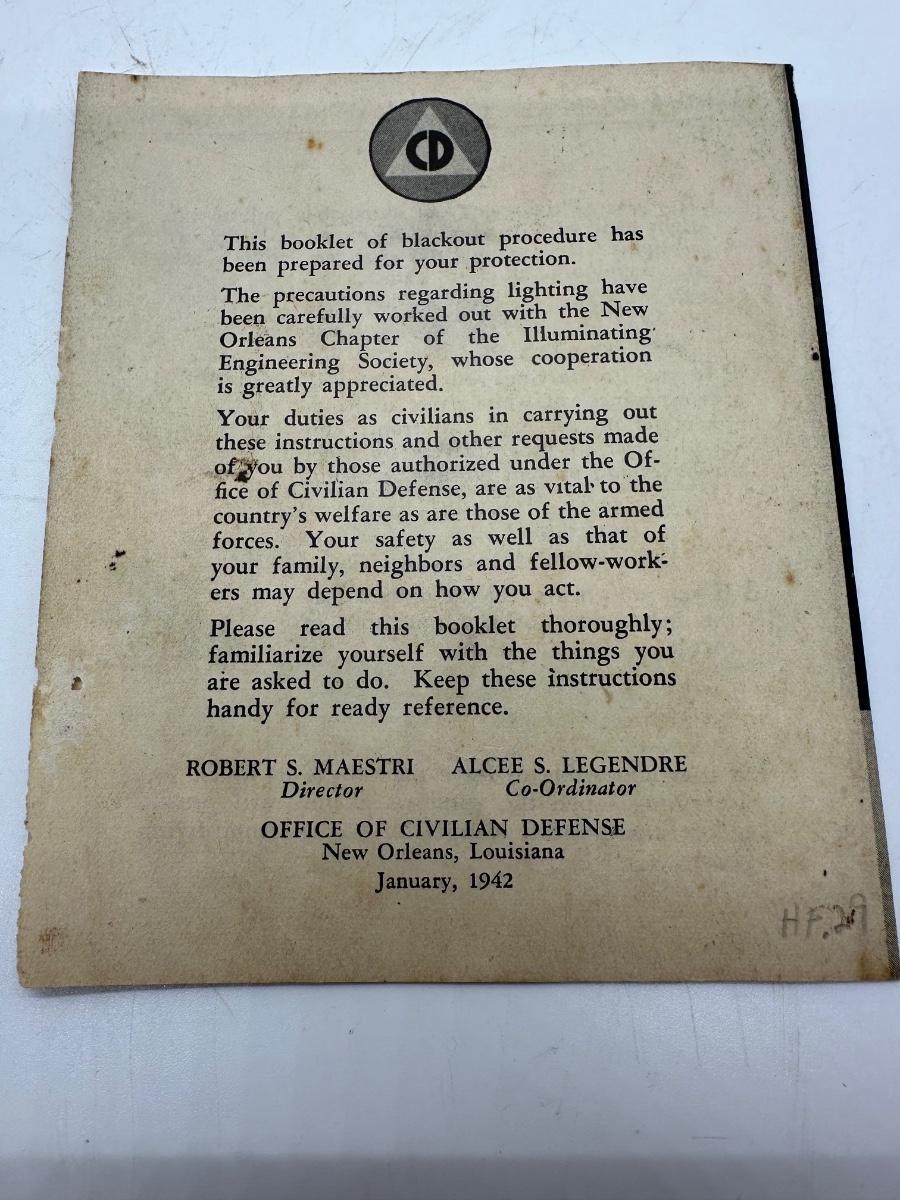 CD
This booklet of blackout procedure has
been prepared for your protection.
The precautions regarding lighting have
been carefully worked out with the New
Orleans Chapter of the Illuminating
Engineering Society, whose cooperation
is greatly appreciated.
Your duties as civilians in carrying out
these instructions and other requests made
of you by those authorized under the Of-
fice of Civilian Defense, are as vital to the
country's welfare as are those of the armed
forces. Your safety as well as that of
your family, neighbors and fellow-work-
ers may depend on how you act.
Please read this booklet thoroughly;
familiarize yourself with the things you
are asked to do. Keep these instructions
handy for ready reference.
ROBERT S. MAESTRI ALCEE S. LEGENDRE
Director Co-Ordinator
OFFICE OF CIVILIAN DEFENSE
New Orleans, Louisiana
January, 1942